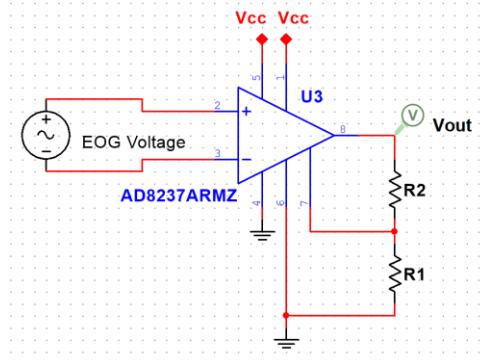 Vcc Vcc
5 1
U3
2
+
V
Vout
8
+
EOG Voltage
3
AD8237ARMZ
4 6 7
R2
R1